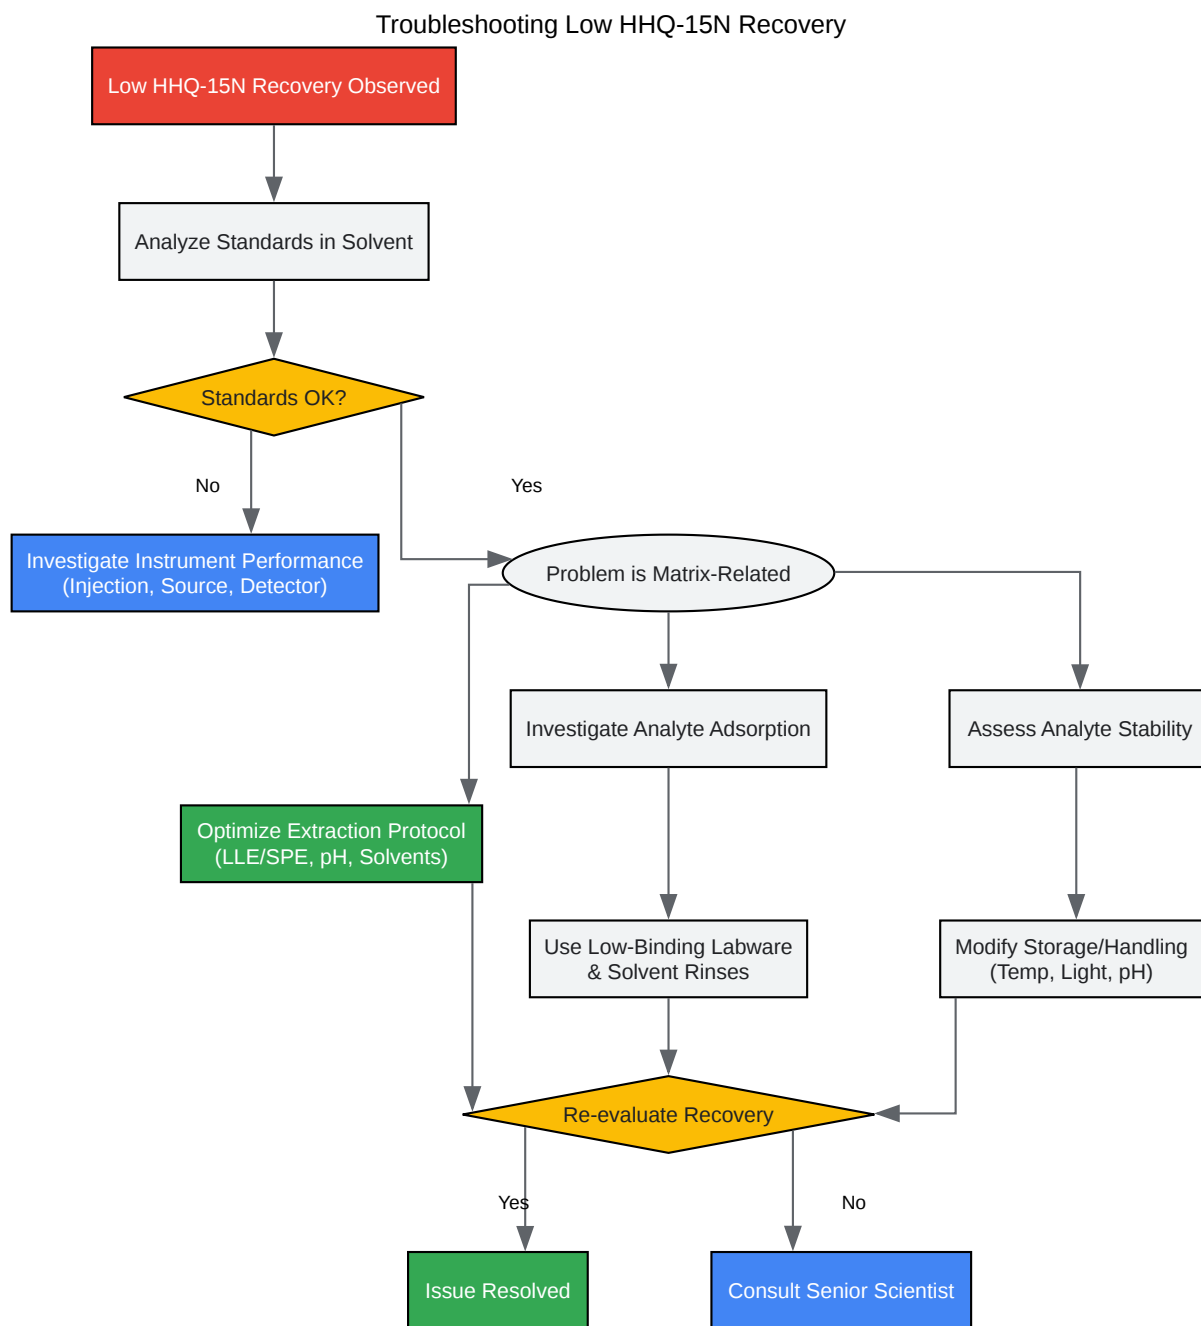 Troubleshooting Low HHQ-15N Recovery
Low HHQ-15N Recovery Observed
Analyze Standards in Solvent
Standards OK?
No
Yes
Investigate Instrument Performance
(Injection, Source, Detector)
Problem is Matrix-Related
Investigate Analyte Adsorption
Assess Analyte Stability
Optimize Extraction Protocol
(LLE/SPE, pH, Solvents)
Use Low-Binding Labware
& Solvent Rinses
Modify Storage/Handling
(Temp, Light, pH)
Re-evaluate Recovery
Yes
No
Issue Resolved
Consult Senior Scientist